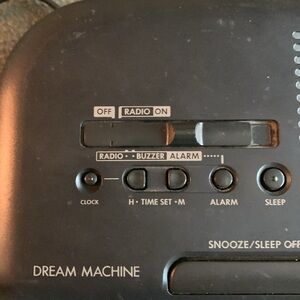 OFF RADIO ON
RADIO • • BUZZER ALARM
CLOCK H • TIME SET • M ALARM SLEEP
SNOOZE/SLEEP OFF
DREAM MACHINE